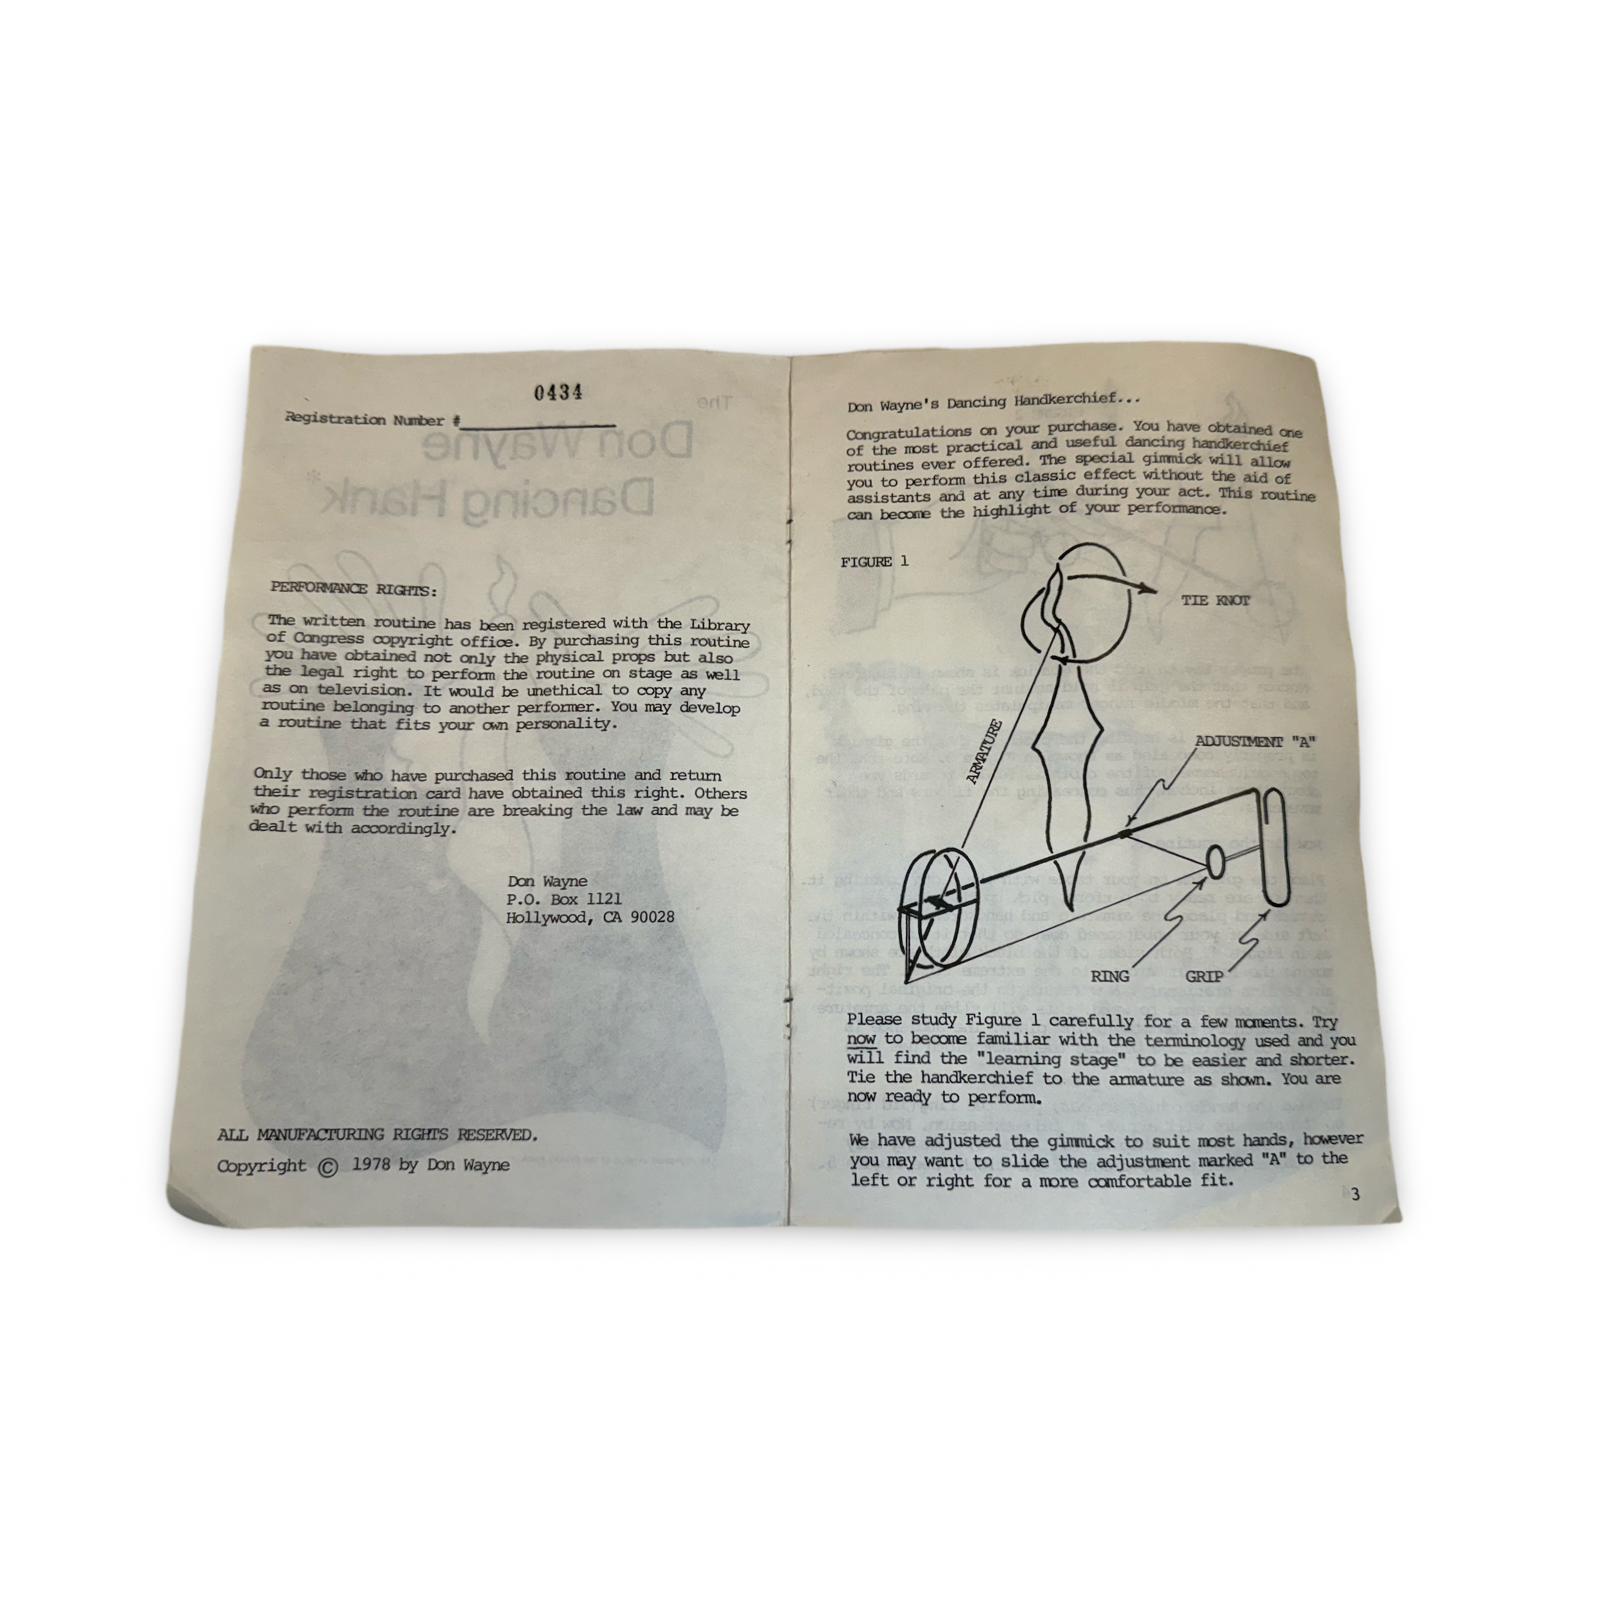 0434
Registration Number #
The
Don Wayne
Dancing Hank
PERFORMANCE RIGHTS:
The written routine has been registered with the Library
of Congress copyright office. By purchasing this routine
you have obtained not only the physical props but also
the legal right to perform the routine on stage as well
as on television. It would be unethical to copy any
routine belonging to another performer. You may develop
a routine that fits your own personality.
Only those who have purchased this routine and return
their registration card have obtained this right. Others
who perform the routine are breaking the law and may be
dealt with accordingly.
Don Wayne
P.O. Box 1121
Hollywood, CA 90028
ALL MANUFACTURING RIGHTS RESERVED.
Copyright © 1978 by Don Wayne
Don Wayne's Dancing Handkerchief...
Congratulations on your purchase. You have obtained one
of the most practical and useful dancing handkerchief
routines ever offered. The special gimmick will allow
you to perform this classic effect without the aid of
assistants and at any time during your act. This routine
can become the highlight of your performance.
FIGURE 1
TIE KNOT
ARMATURE
ADJUSTMENT "A"
RING
GRIP
Please study Figure 1 carefully for a few moments. Try
now to become familiar with the terminology used and you
will find the "learning stage" to be easier and shorter.
Tie the handkerchief to the armature as shown. You are
now ready to perform.
We have adjusted the gimmick to suit most hands, however
you may want to slide the adjustment marked "A" to the
left or right for a more comfortable fit.
3